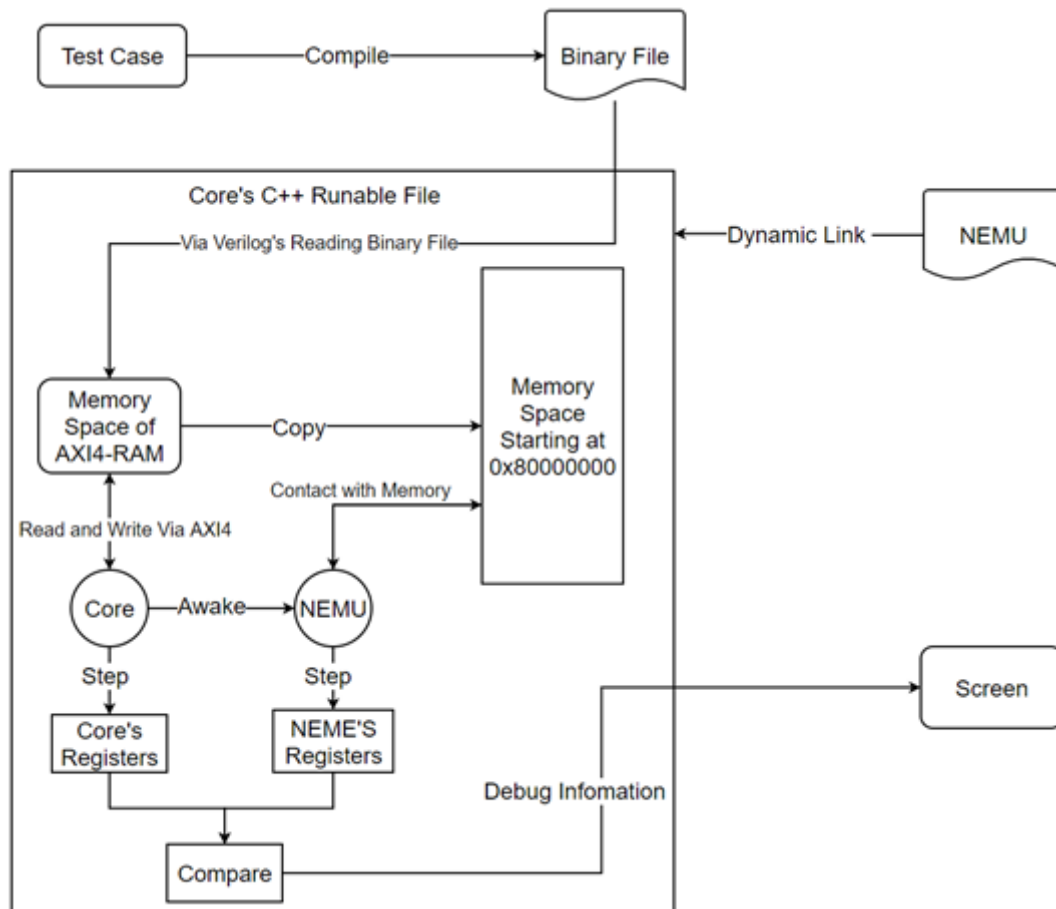 Test Case
Compile
Binary File
Core's C++ Runable File
Via Verilog's Reading Binary File
Dynamic Link
NEMU
Memory
Space of
AXI4-RAM
Copy
Memory
Space
Starting at
0x80000000
Contact with Memory
Read and Write Via AXI4
Core
Awake
NEMU
Step
Step
Screen
Core's
Registers
NEME'S
Registers
Debug Infomation
Compare